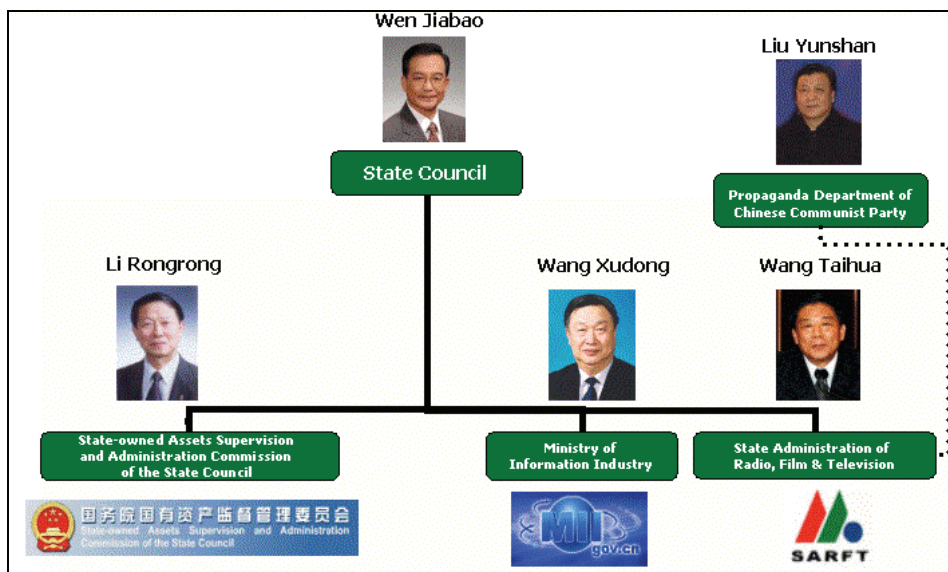 Wen Jiabao
Liu Yunshan
State Council
Propaganda Department of
Chinese Communist Party
Li Rongrong
Wang Xudong
Wang Taihua
State-owned Assets Supervision
and Administration Commission
of the State Council
Ministry of
Information Industry
State Administration of
Radio, Film & Television
国务院国有资产监督管理委员会
State-owned Assets Supervision and Administration
Commission of the State Council
MII
gov.cn
SARFT